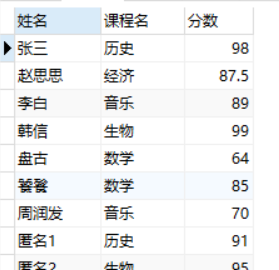 姓名 课程名 分数
张三 历史 98
赵思思 经济 87.5
李白 音乐 89
韩信 生物 99
盘古 数学 64
饕餮 数学 85
周润发 音乐 70
匿名1 历史 91
匿名2 生物 95